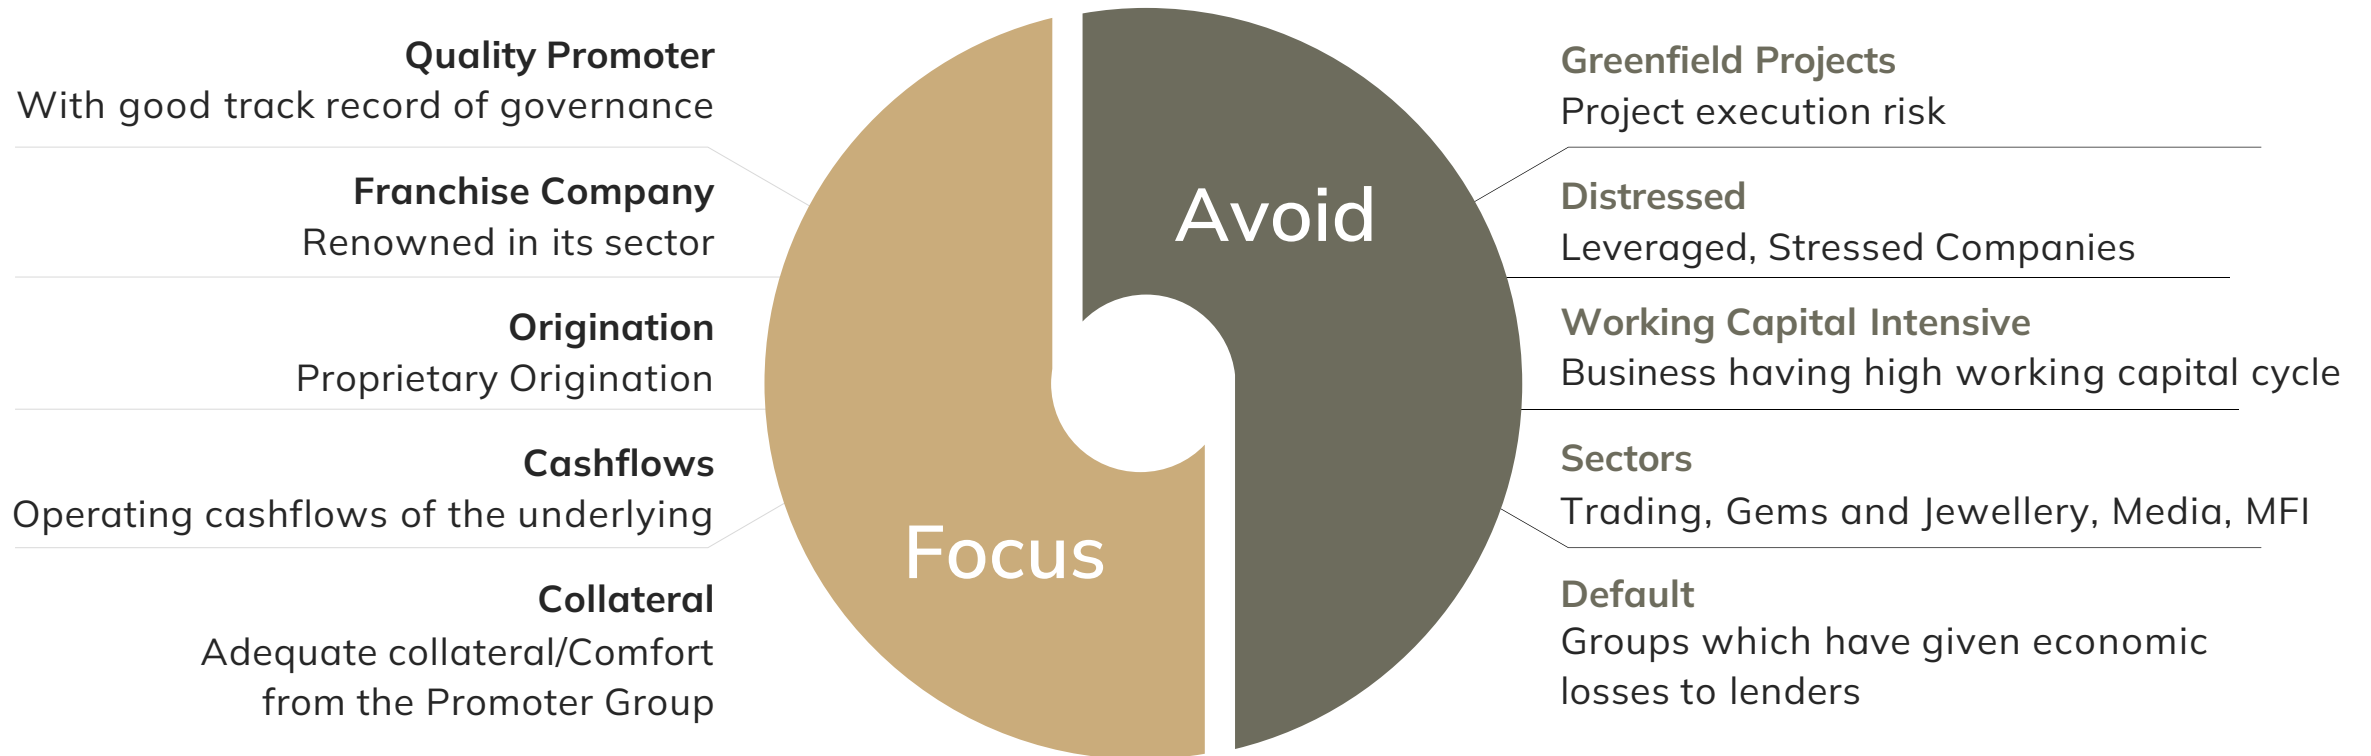 Quality Promoter
With good track record of governance
Franchise Company
Renowned in its sector
Origination
Proprietary Origination
Cashflows
Operating cashflows of the underlying
Collateral
Adequate collateral/Comfort
from the Promoter Group
Focus
Avoid
Greenfield Projects
Project execution risk
Distressed
Leveraged, Stressed Companies
Working Capital Intensive
Business having high working capital cycle
Sectors
Trading, Gems and Jewellery, Media, MFI
Default
Groups which have given economic
losses to lenders